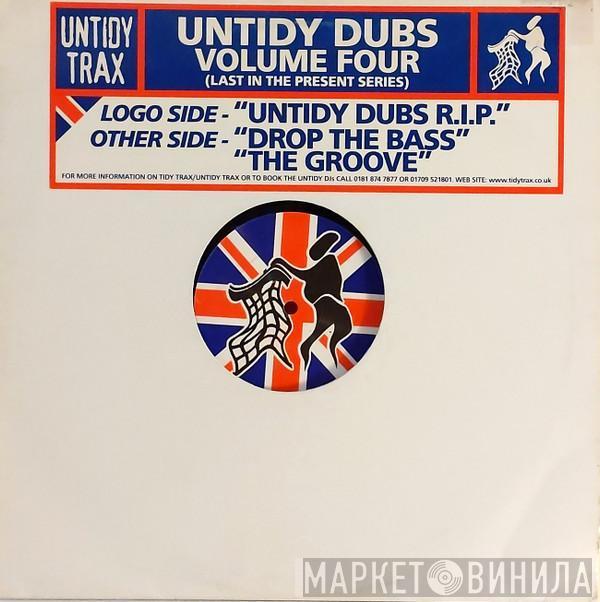 UNTIDY
TRAX
UNTIDY DUBS
VOLUME FOUR
(LAST IN THE PRESENT SERIES)
LOGO SIDE - "UNTIDY DUBS R.I.P."
OTHER SIDE - "DROP THE BASS"
"THE GROOVE"
FOR MORE INFORMATION ON TIDY TRAX/UNTIDY TRAX OR TO BOOK THE UNTIDY DJs CALL 0181 874 7877 OR 01709 521801. WEB SITE: www.tidytrax.co.uk
МАРКЕТ ВИНИЛА